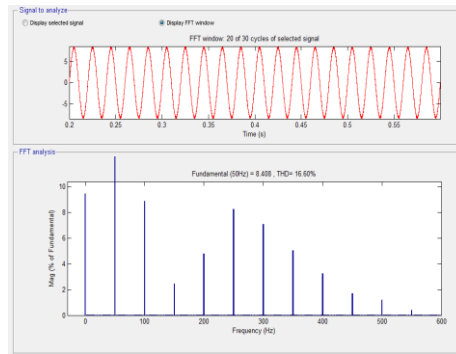 Signal to analyze
Display selected signal Display FFT window
FFT window: 20 of 30 cycles of selected signal
5
0
-5
0.2 0.25 0.3 0.35 0.4 0.45 0.5 0.55
Time (s)
FFT analysis
Fundamental (50Hz) = 8.408 , THD= 16.60%
Mag (% of Fundamental)
10
8
6
4
2
0
0 100 200 300 400 500 600
Frequency (Hz)